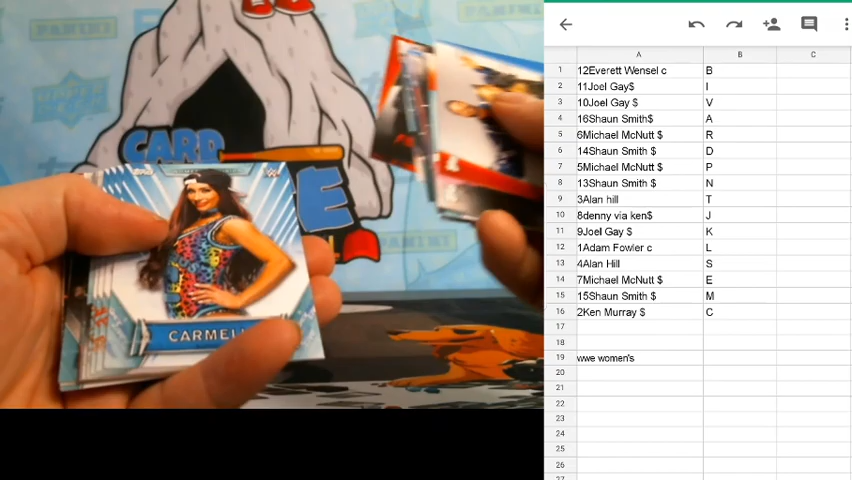 CARD
CARMELL
A B C
1 12Everett Wensel c B
2 11Joel Gay$ I
3 10Joel Gay $ V
4 16Shaun Smith$ A
5 6Michael McNutt $ R
6 14Shaun Smith $ D
7 5Michael McNutt $ P
8 13Shaun Smith $ N
9 3Alan hill T
10 8denny via ken$ J
11 9Joel Gay $ K
12 1Adam Fowler c L
13 4Alan Hill S
14 7Michael McNutt $ E
15 15Shaun Smith $ M
16 2Ken Murray $ C
17
18
19 wwe women's
20
21
22
23
24
25
26
27